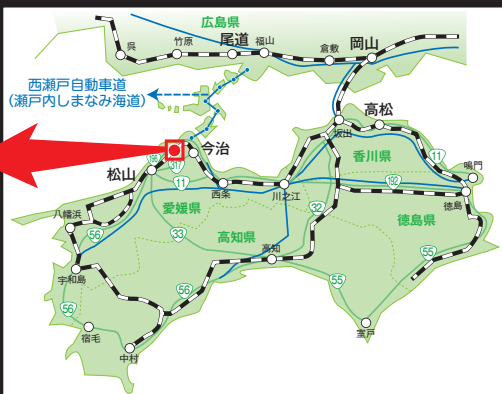 広島県
呉
竹原
尾道
福山
倉敷
岡山
西瀬戸自動車道
(瀬戸内しまなみ海道)
今治
高松
坂出
196
317
松山
11
西条
川之江
香川県
11
鳴門
192
徳島
愛媛県
八幡浜
56
33
高知県
32
徳島県
高知
55
55
宇和島
56
56
宿毛
中村
室戸